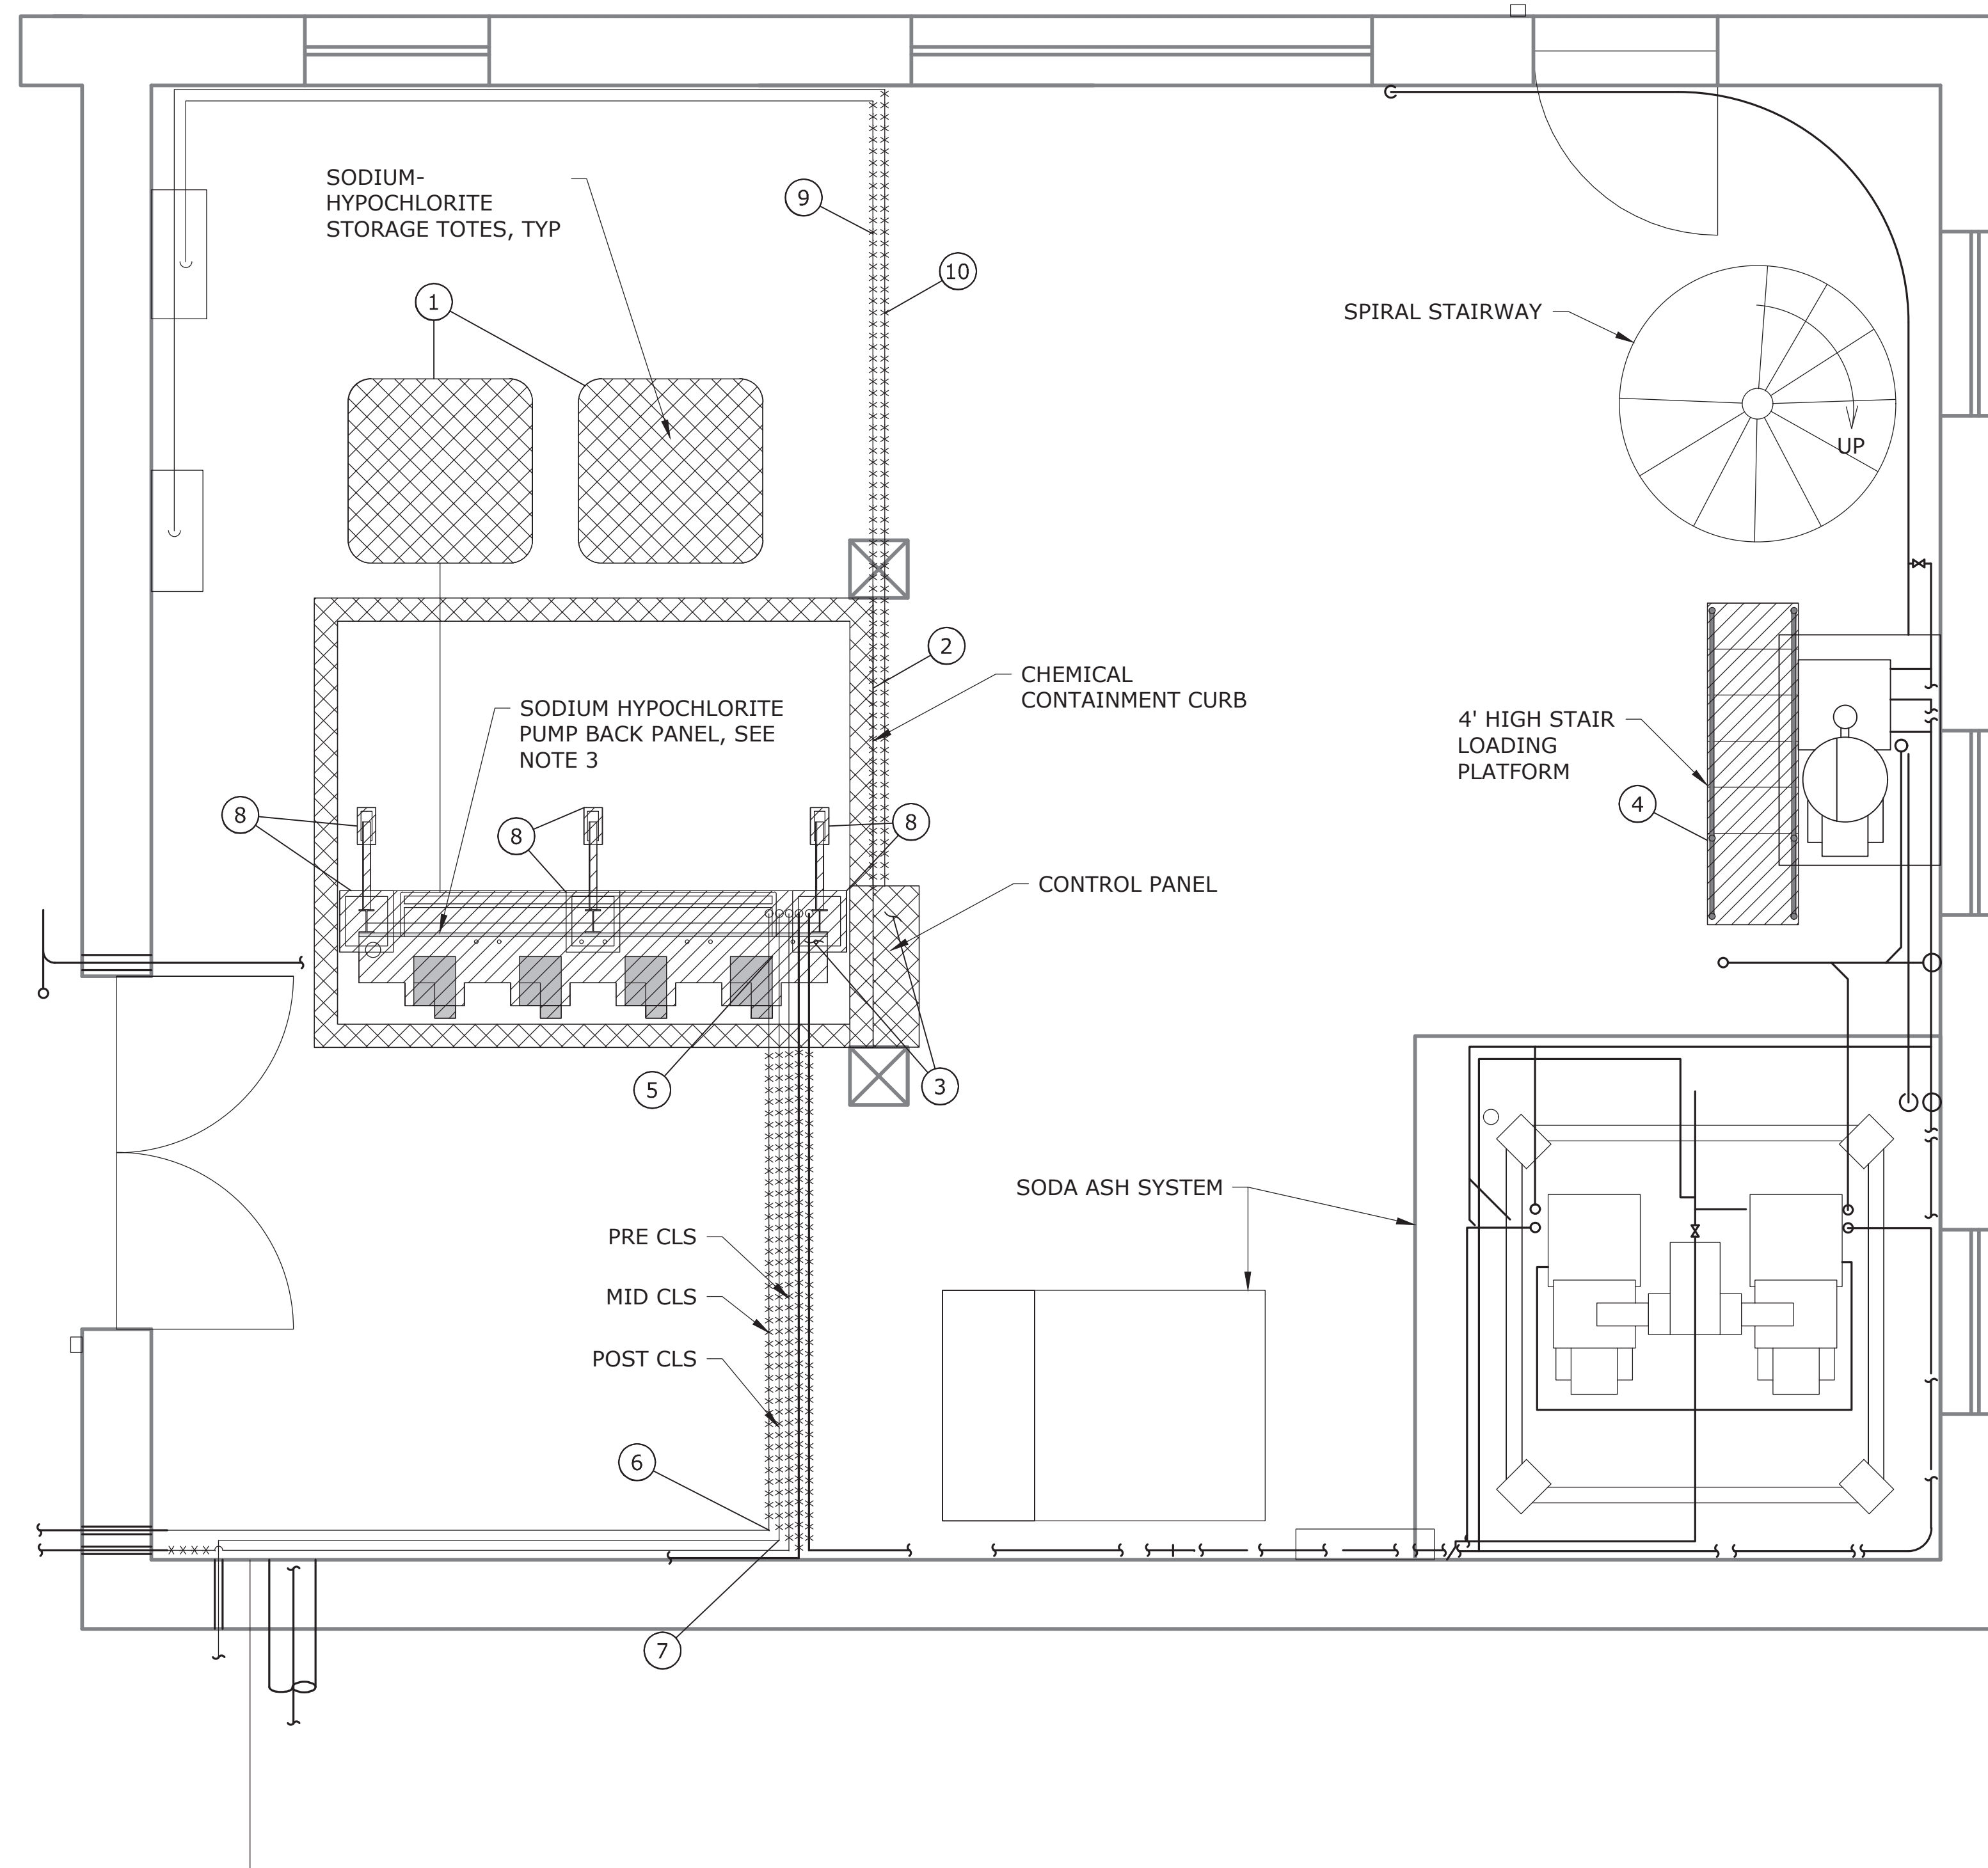 SODIUM-
HYPOCHLORITE
STORAGE TOTES, TYP
9
10
1
SPIRAL STAIRWAY
UP
2
CHEMICAL
CONTAINMENT CURB
SODIUM HYPOCHLORITE
PUMP BACK PANEL, SEE
NOTE 3
4' HIGH STAIR
LOADING
PLATFORM
4
8
8
8
CONTROL PANEL
5
3
SODA ASH SYSTEM
PRE CLS
MID CLS
POST CLS
6
7